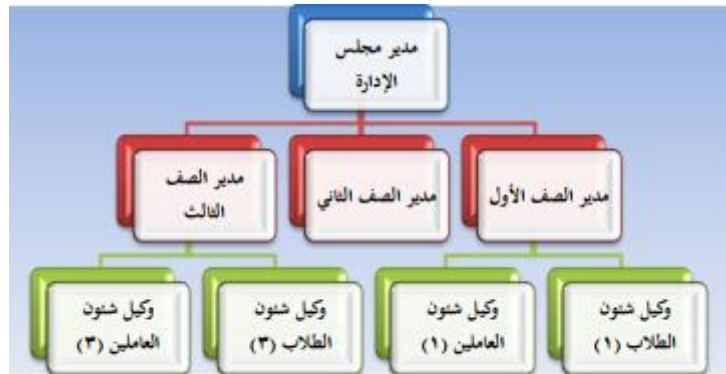 مدير مجلس
الإدارة
مدير الصف الأول
مدير الصف الثاني
مدير الصف
الثالث
وكيل شئون
الطلاب (١)
وكيل شئون
العاملين (١)
وكيل شئون
الطلاب (٣)
وكيل شئون
العاملين (٣)